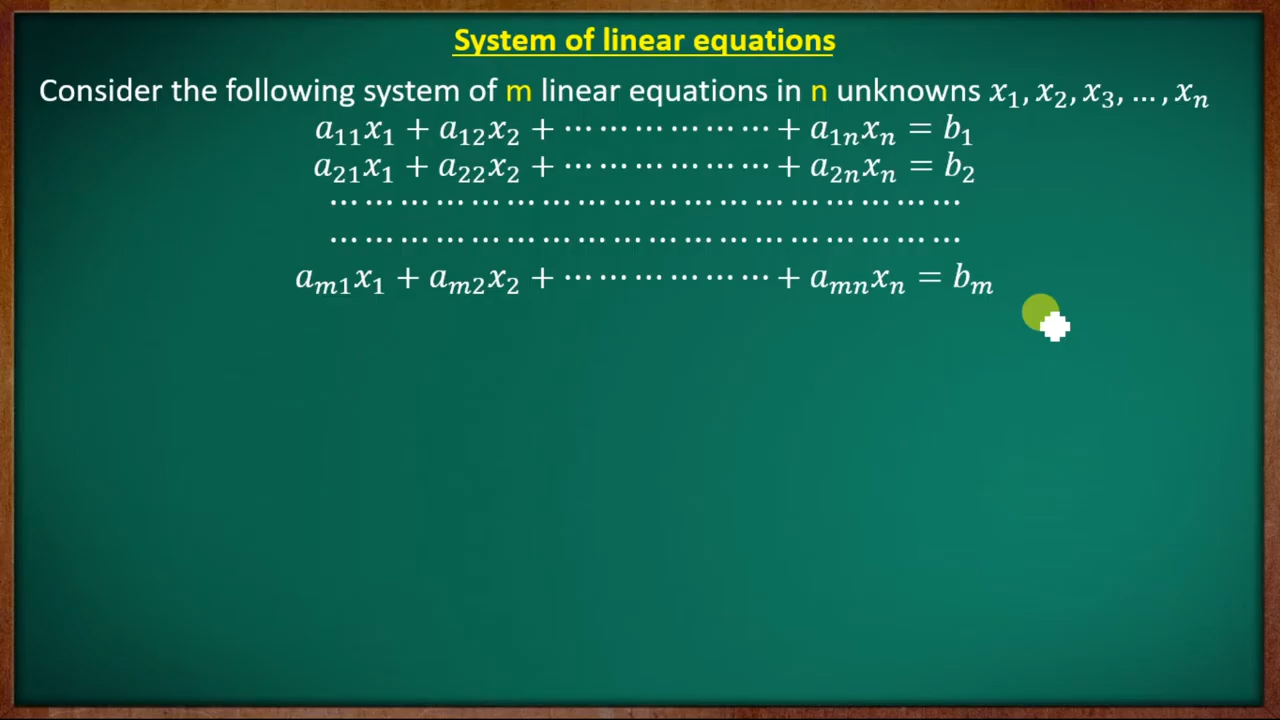 System of linear equations
Consider the following system of m linear equations in n unknowns x₁, x₂, x₃, … , xₙ
a₁₁x₁ + a₁₂x₂ + ⋯⋯⋯⋯⋯⋯ + a₁ₙxₙ = b₁
a₂₁x₁ + a₂₂x₂ + ⋯⋯⋯⋯⋯⋯ + a₂ₙxₙ = b₂
⋯⋯⋯⋯⋯⋯⋯⋯⋯⋯⋯⋯⋯⋯⋯⋯⋯⋯
⋯⋯⋯⋯⋯⋯⋯⋯⋯⋯⋯⋯⋯⋯⋯⋯⋯⋯
aₘ₁x₁ + aₘ₂x₂ + ⋯⋯⋯⋯⋯⋯ + aₘₙxₙ = bₘ